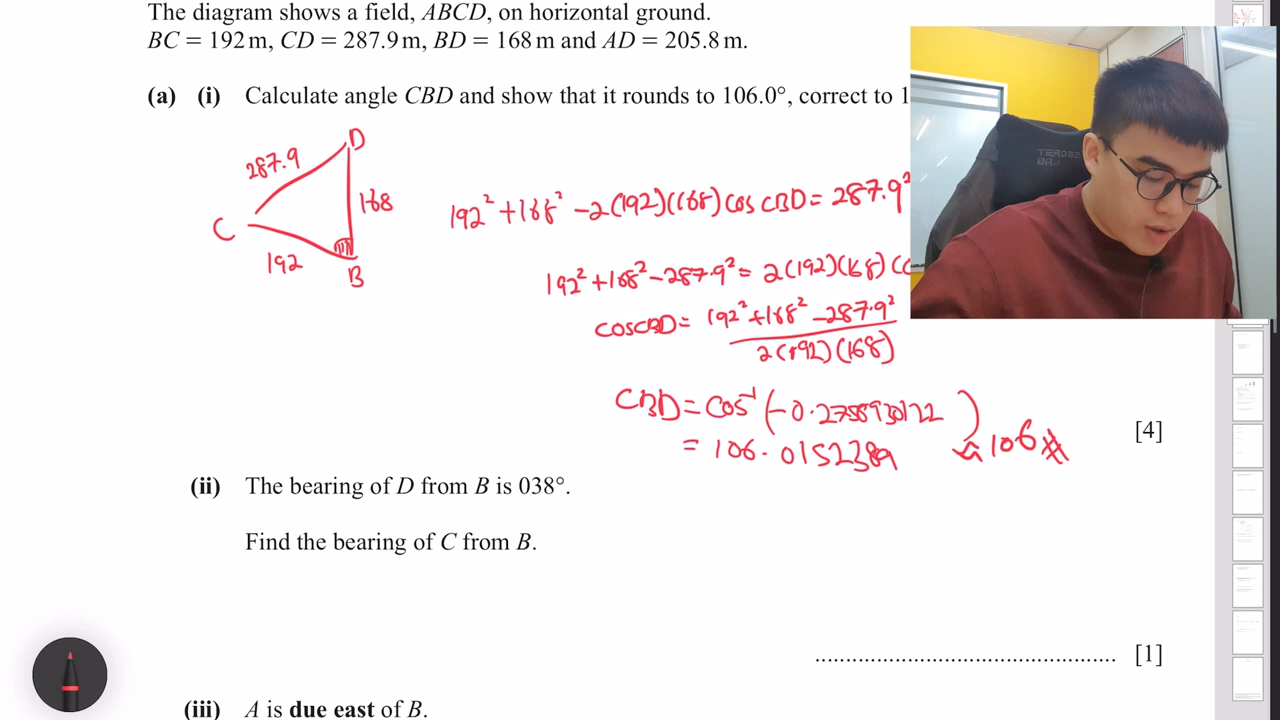 The diagram shows a field, ABCD, on horizontal ground.
BC = 192 m, CD = 287.9 m, BD = 168 m and AD = 205.8 m.
(a) (i) Calculate angle CBD and show that it rounds to 106.0°, correct to 1
D
287.9
168
C
192
B
192² + 168² - 2(192)(168) cos CBD = 287.9²
192² + 168² - 287.9² = 2(192)(168)
cos CBD = 192² + 168² - 287.9²
2(192)(168)
CBD = cos⁻¹ (
= 106.0152389 ≈ 106 #
[4]
(ii) The bearing of D from B is 038°.
Find the bearing of C from B.
[1]
(iii) A is due east of B.
SECRET
LAB